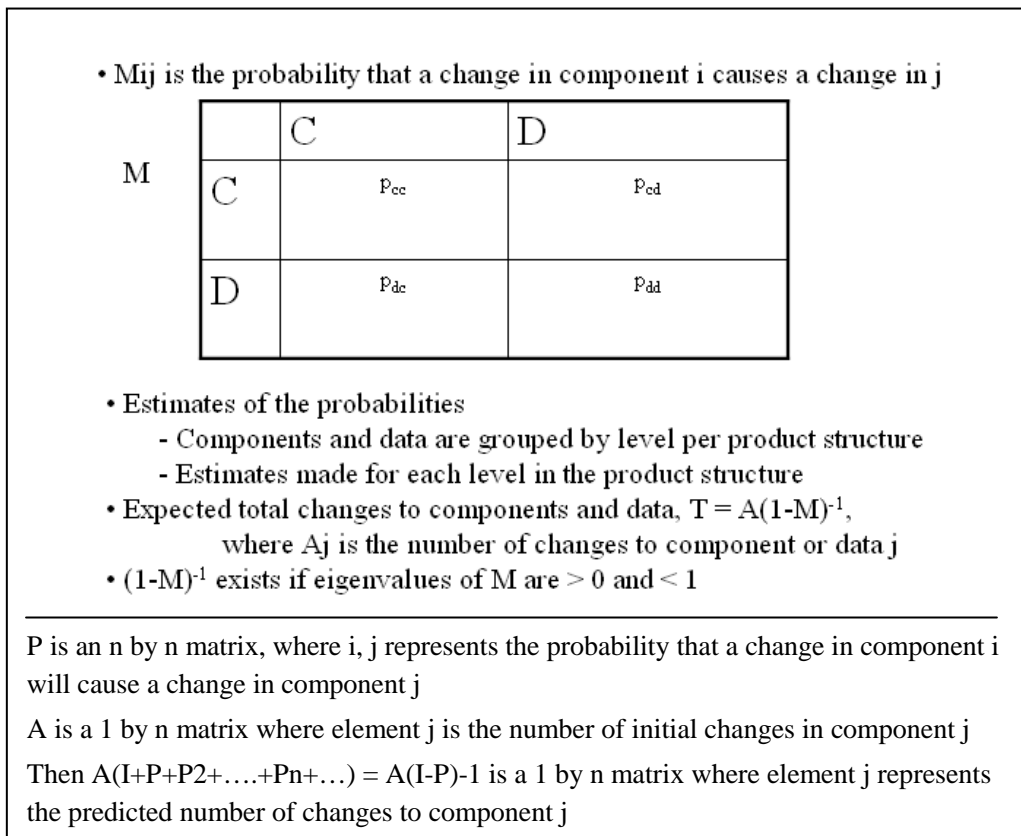 • Mij is the probability that a change in component i causes a change in j
C D
M
C p_cc p_cd
D p_dc p_dd
• Estimates of the probabilities
- Components and data are grouped by level per product structure
- Estimates made for each level in the product structure
• Expected total changes to components and data, T = A(1-M)⁻¹,
where Aj is the number of changes to component or data j
• (1-M)⁻¹ exists if eigenvalues of M are > 0 and < 1
P is an n by n matrix, where i, j represents the probability that a change in component i
will cause a change in component j
A is a 1 by n matrix where element j is the number of initial changes in component j
Then A(I+P+P2+….+Pn+…) = A(I-P)-1 is a 1 by n matrix where element j represents
the predicted number of changes to component j